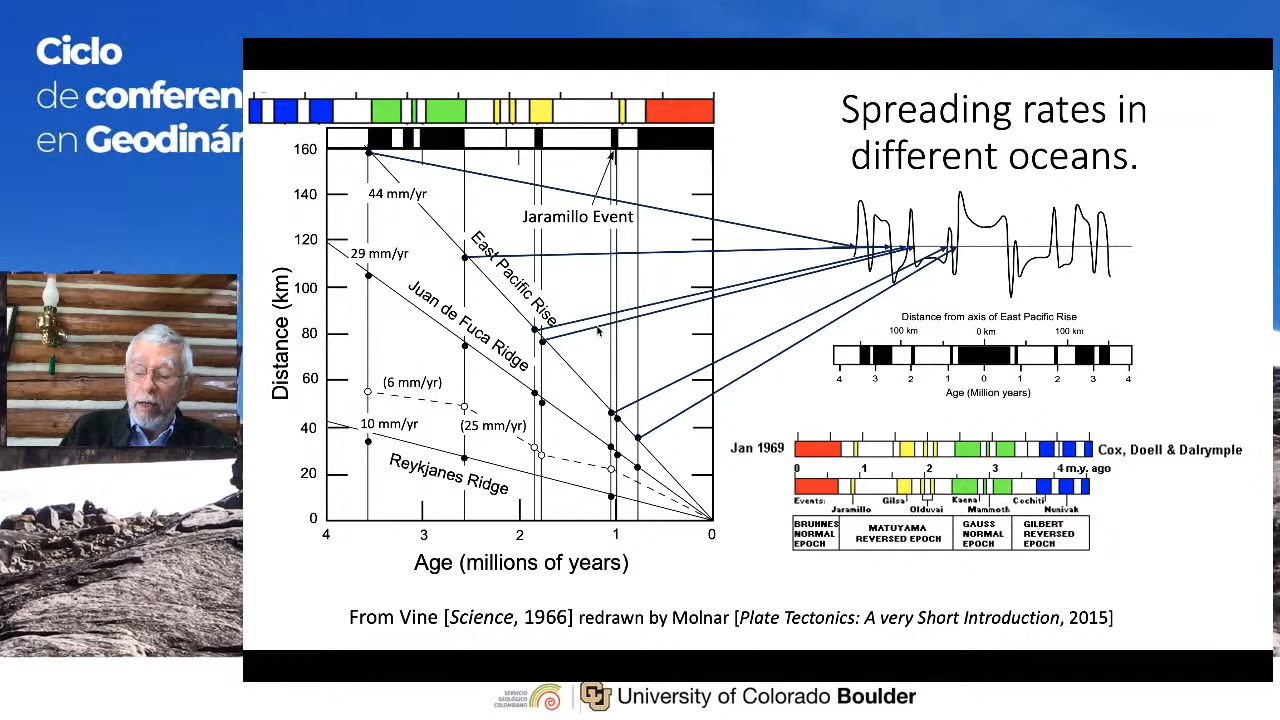 Ciclo
de conferen
en Geodinár
Spreading rates in
different oceans.
160
140
120
100
80
60
40
20
0
Distance (km)
44 mm/yr
Jaramillo Event
29 mm/yr
East Pacific Rise
Juan de Fuca Ridge
(6 mm/yr)
10 mm/yr
(25 mm/yr)
Reykjanes Ridge
4 3 2 1 0
Age (millions of years)
Distance from axis of East Pacific Rise
100 km 0 km 100 km
4 3 2 1 0 1 2 3 4
Age (Million years)
Jan 1969
Cox, Doell & Dalrymple
0 1 2 3 4 m.y. ago
Events:
Jaramillo
Gilsa
Olduvai
Kaena
Mammoth
Cochiti
Nunivak
BRUHNES
NORMAL
EPOCH
MATUYAMA
REVERSED EPOCH
GAUSS
NORMAL
EPOCH
GILBERT
REVERSED
EPOCH
From Vine [Science, 1966] redrawn by Molnar [Plate Tectonics: A very Short Introduction, 2015]
SERVICIO
GEOLÓGICO
COLOMBIANO
CU
University of Colorado Boulder